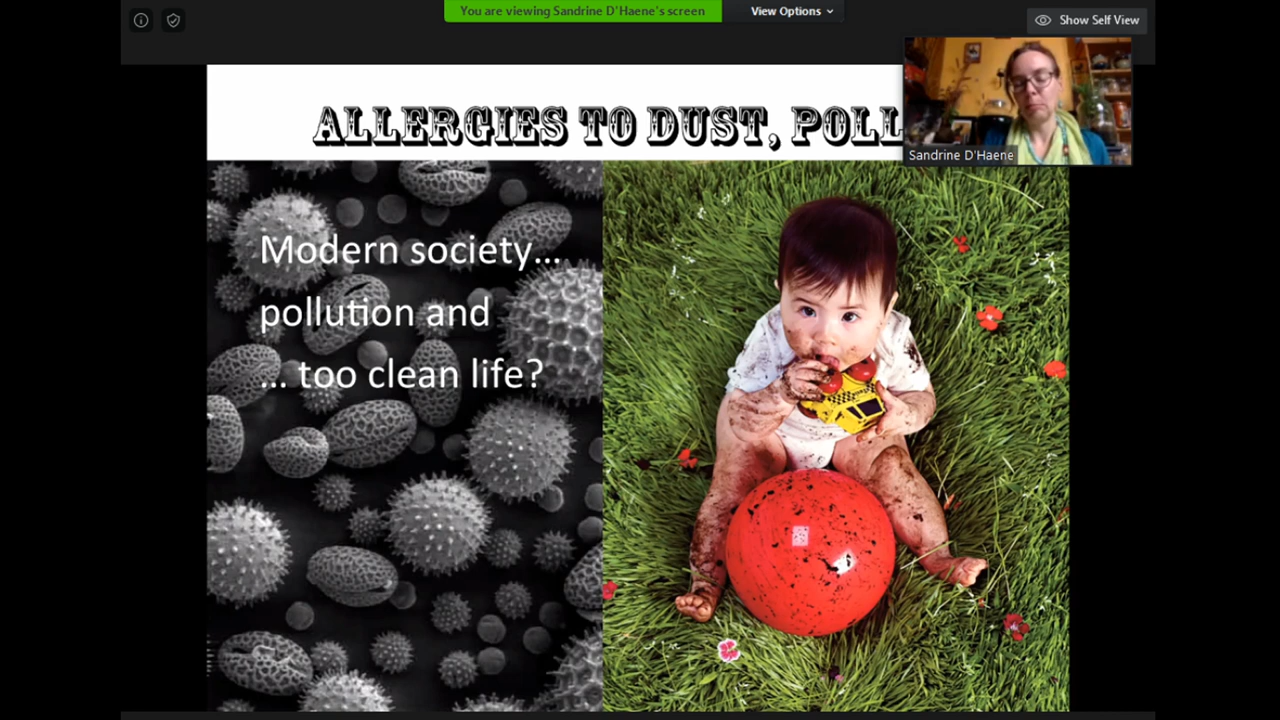 You are viewing Sandrine D'Haene's screen
View Options
Show Self View
ALLERGIES TO DUST, POLL
Sandrine D'Haene
Modern society...
pollution and
... too clean life?